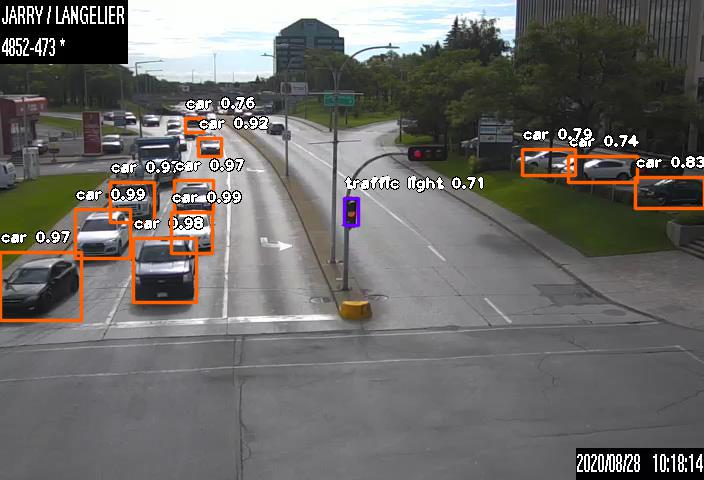 JARRY / LANGELIER
4852-473 *
car 0.76
car 0.92
car 0.79
car 0.74
car 0.97
car 0.83
traffic light 0.71
car 0.99
car 0.99
car 0.98
car 0.97
2020/08/28 10:18:14